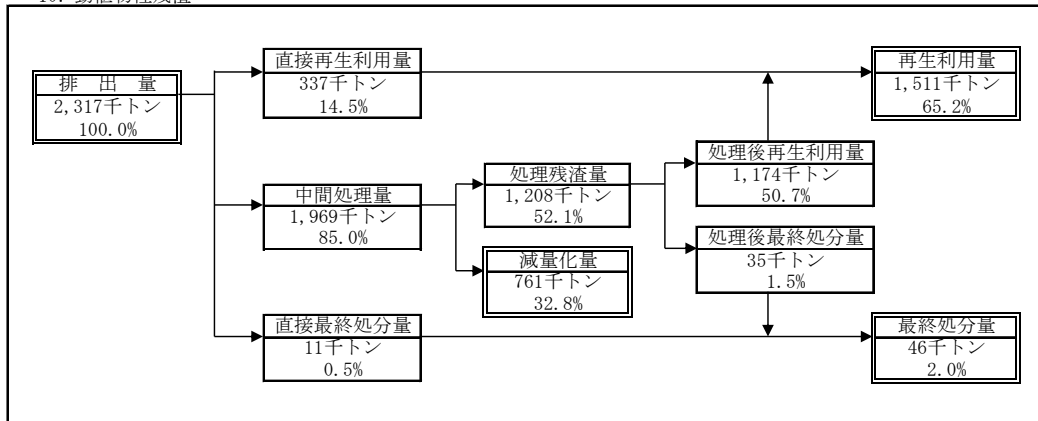 10. 動植物性残渣
排 出 量
2,317千トン
100.0%
直接再生利用量
337千トン
14.5%
再生利用量
1,511千トン
65.2%
中間処理量
1,969千トン
85.0%
処理残渣量
1,208千トン
52.1%
処理後再生利用量
1,174千トン
50.7%
減量化量
761千トン
32.8%
処理後最終処分量
35千トン
1.5%
直接最終処分量
11千トン
0.5%
最終処分量
46千トン
2.0%